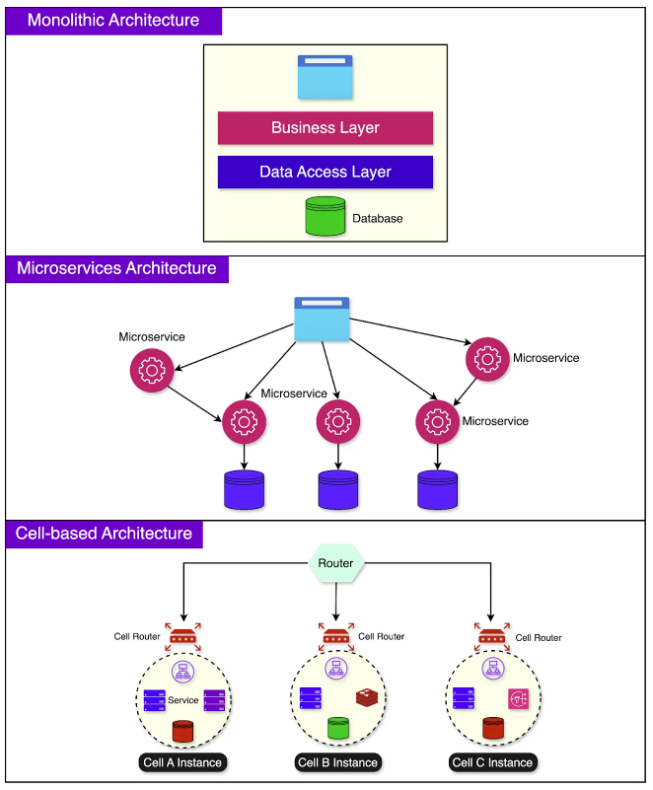 Monolithic Architecture
Business Layer
Data Access Layer
Database
Microservices Architecture
Microservice
Microservice
Microservice
Microservice
Cell-based Architecture
Router
Cell Router
Cell Router
Cell Router
Service
Cell A Instance
Cell B Instance
Cell C Instance